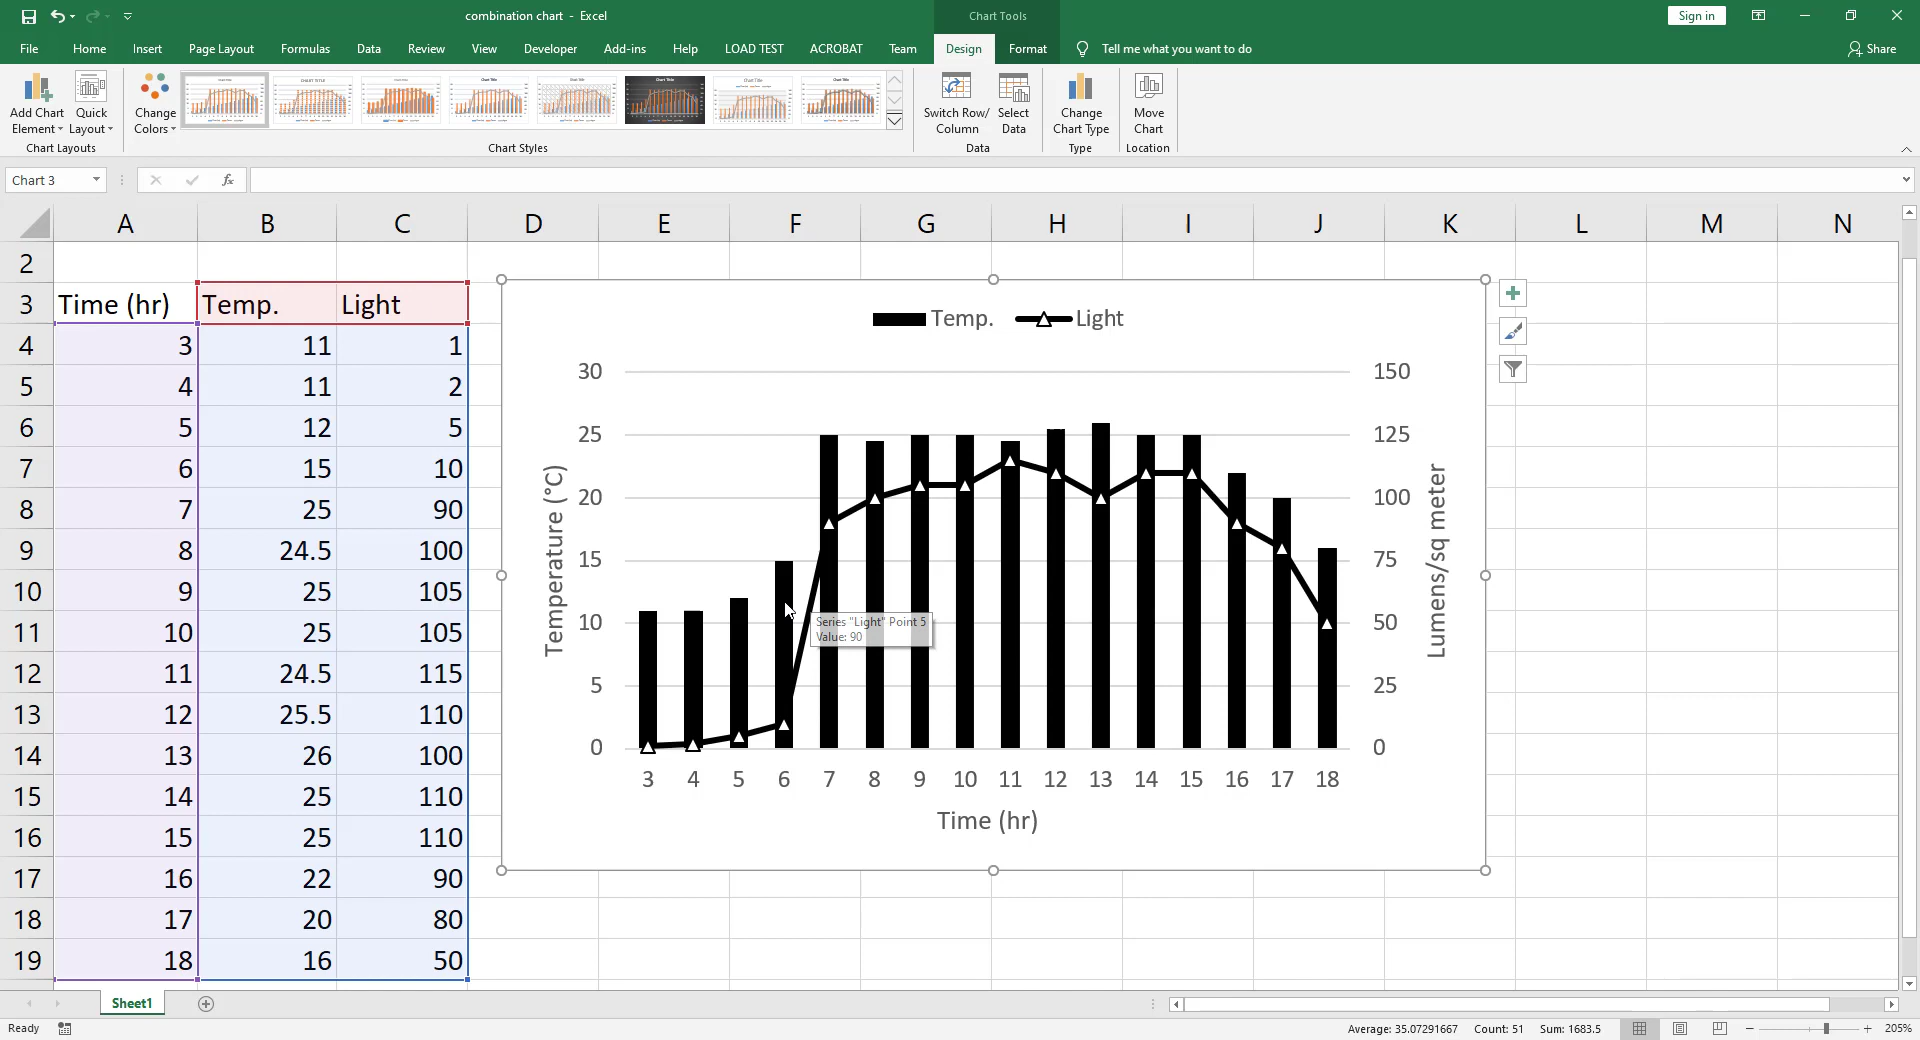 combination chart - Excel
Chart Tools
Sign in
File Home Insert Page Layout Formulas Data Review View Developer Add-ins Help LOAD TEST ACROBAT Team Design Format Tell me what you want to do Share
Add Chart Element
Quick Layout
Chart Layouts
Change Colors
Chart Styles
Switch Row/ Column
Select Data
Data
Change Chart Type
Type
Move Chart
Location
Chart 3
fx
A B C D E F G H I J K L M N
2
3 Time (hr) Temp. Light
4 3 11 1
5 4 11 2
6 5 12 5
7 6 15 10
8 7 25 90
9 8 24.5 100
10 9 25 105
11 10 25 105
12 11 24.5 115
13 12 25.5 110
14 13 26 100
15 14 25 110
16 15 25 110
17 16 22 90
18 17 20 80
19 18 16 50
Temp. Light
30 150
25 125
20 100
15 75
10 50
5 25
0 0
Temperature (°C)
Lumens/sq meter
Series "Light" Point 5
Value: 90
3 4 5 6 7 8 9 10 11 12 13 14 15 16 17 18
Time (hr)
Sheet1
Ready
Average: 35.07291667 Count: 51 Sum: 1683.5
205%